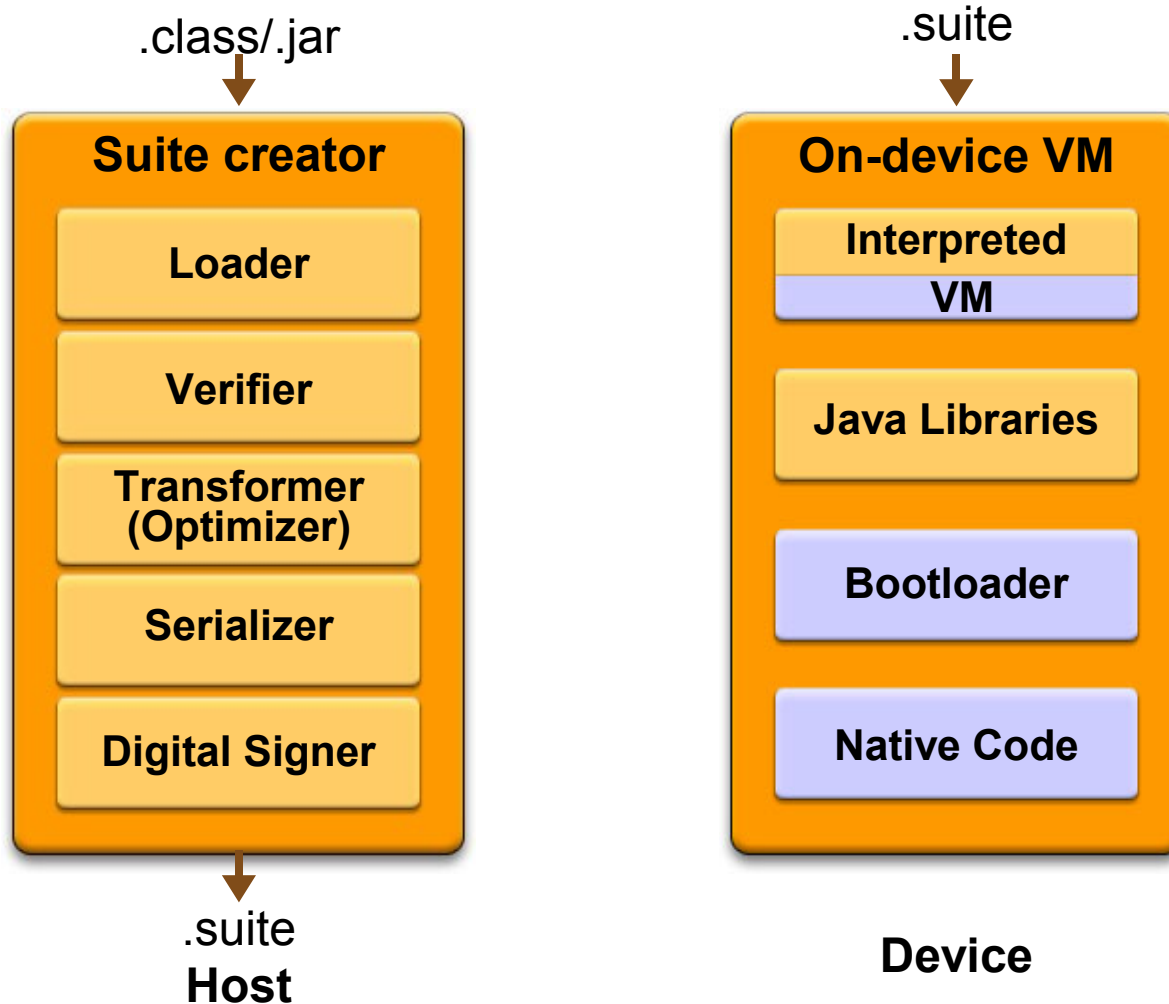 .class/.jar
Suite creator
Loader
Verifier
Transformer
(Optimizer)
Serializer
Digital Signer
.suite
Host
.suite
On-device VM
Interpreted
VM
Java Libraries
Bootloader
Native Code
Device